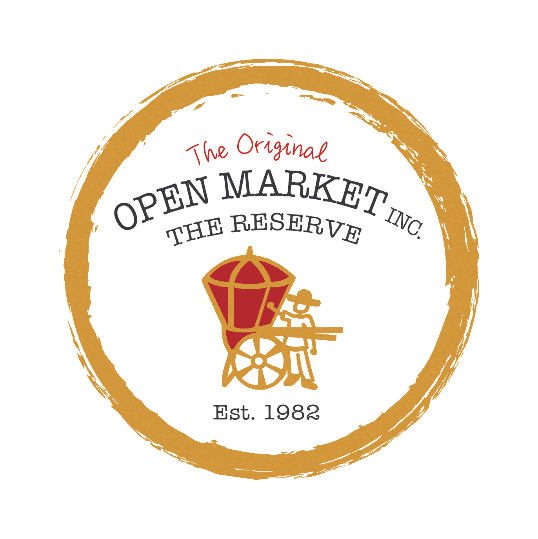 The Original
OPEN MARKET INC.
THE RESERVE
Est. 1982